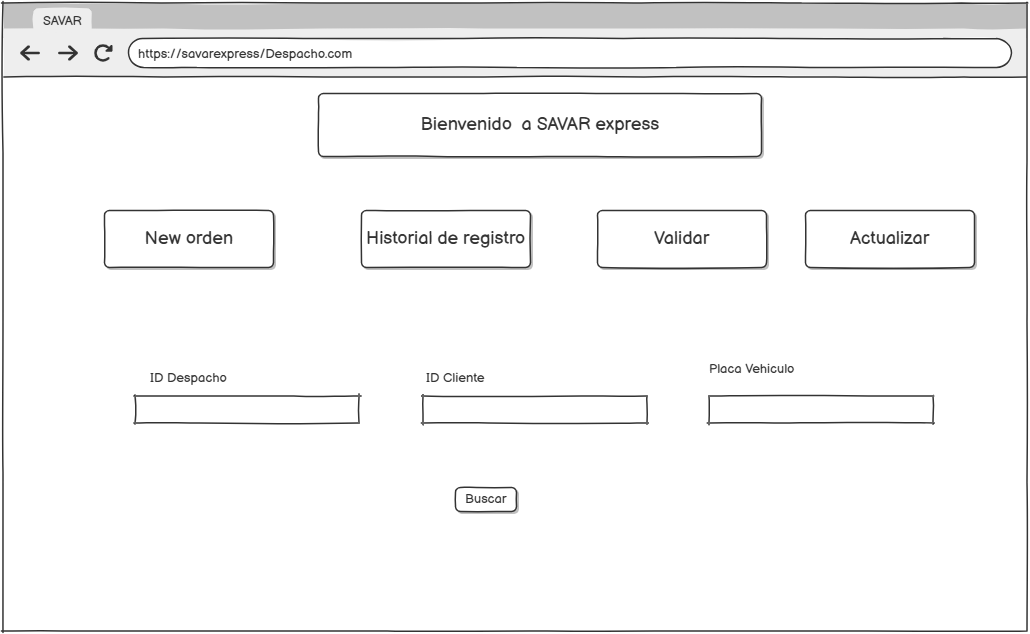 SAVAR
https://savarexpress/Despacho.com
Bienvenido a SAVAR express
New orden
Historial de registro
Validar
Actualizar
ID Despacho
ID Cliente
Placa Vehiculo
Buscar